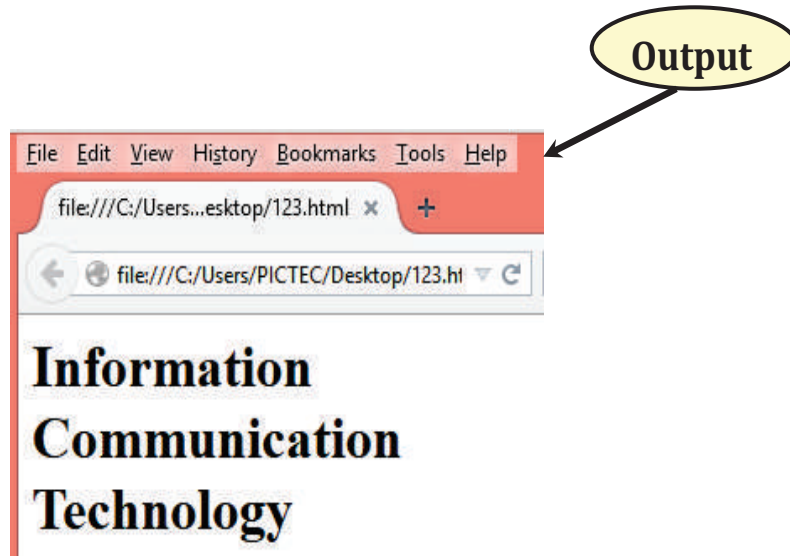 Output
File Edit View History Bookmarks Tools Help
file:///C:/Users...esktop/123.html × +
file:///C:/Users/PICTEC/Desktop/123.ht
Information
Communication
Technology